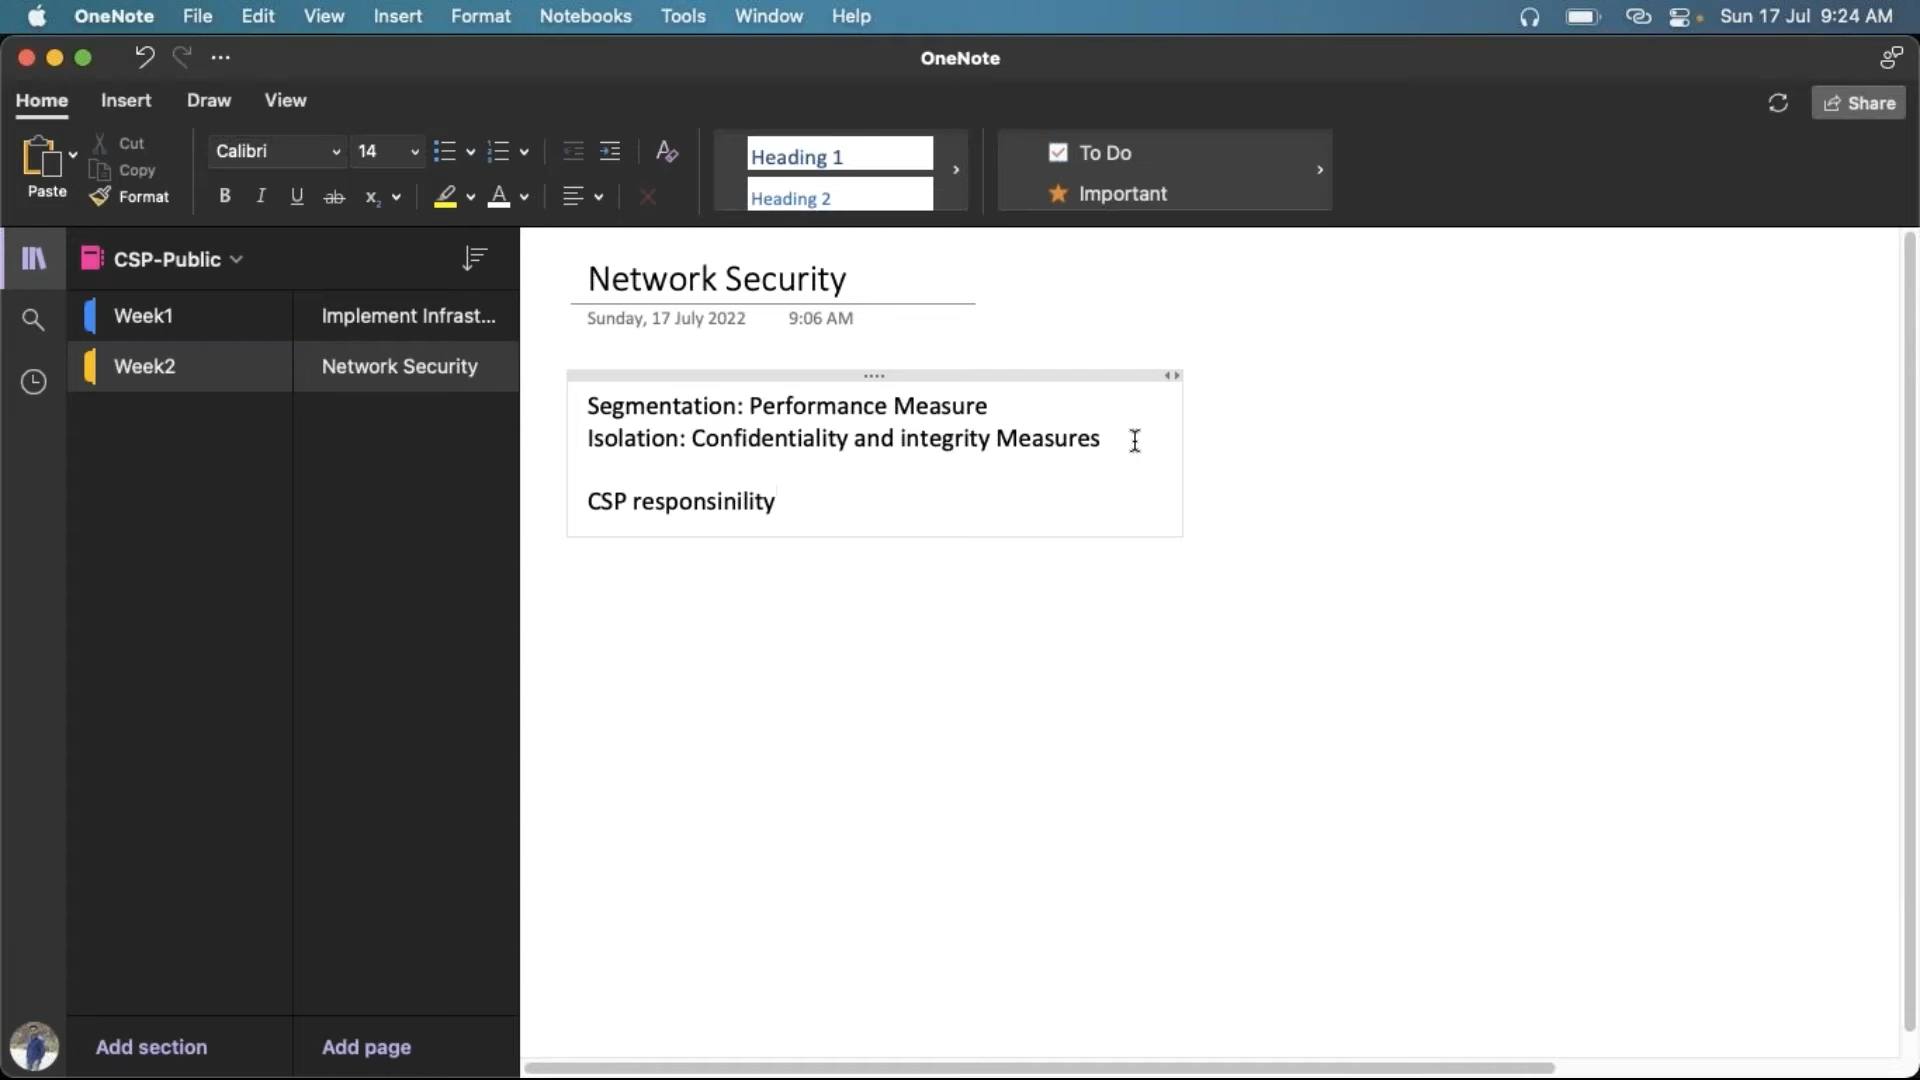 OneNote File Edit View Insert Format Notebooks Tools Window Help Sun 17 Jul 9:24 AM
OneNote
Home Insert Draw View Share
Paste Cut Copy Format
Calibri 14
B I U ab x₂ A
Heading 1
Heading 2
To Do
Important
CSP-Public
Week1 Implement Infrast...
Week2 Network Security
Network Security
Sunday, 17 July 2022 9:06 AM
Segmentation: Performance Measure
Isolation: Confidentiality and integrity Measures
CSP responsinility
Add section Add page